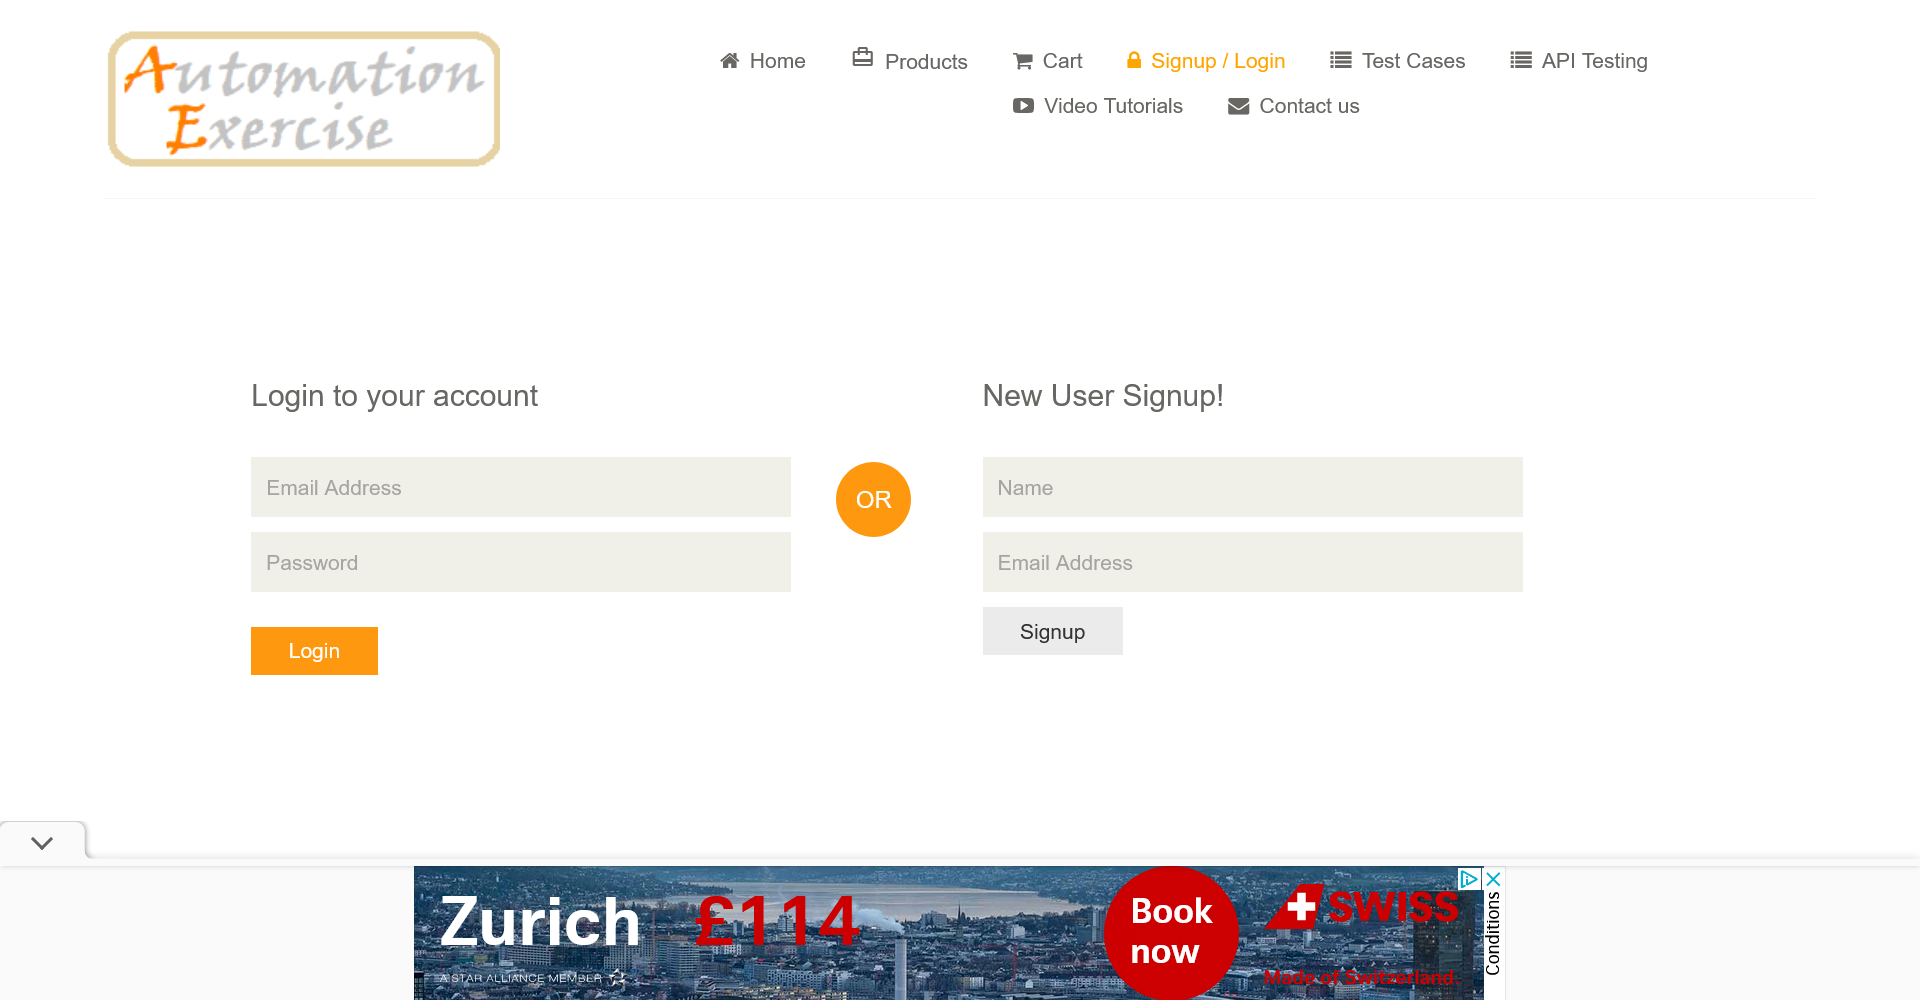 Automation
Exercise
Home
Products
Cart
Signup / Login
Test Cases
API Testing
Video Tutorials
Contact us
Login to your account
Email Address
Password
Login
OR
New User Signup!
Name
Email Address
Signup
Zurich £114
A STAR ALLIANCE MEMBER
Book
now
SWISS
Made of Switzerland.
Conditions